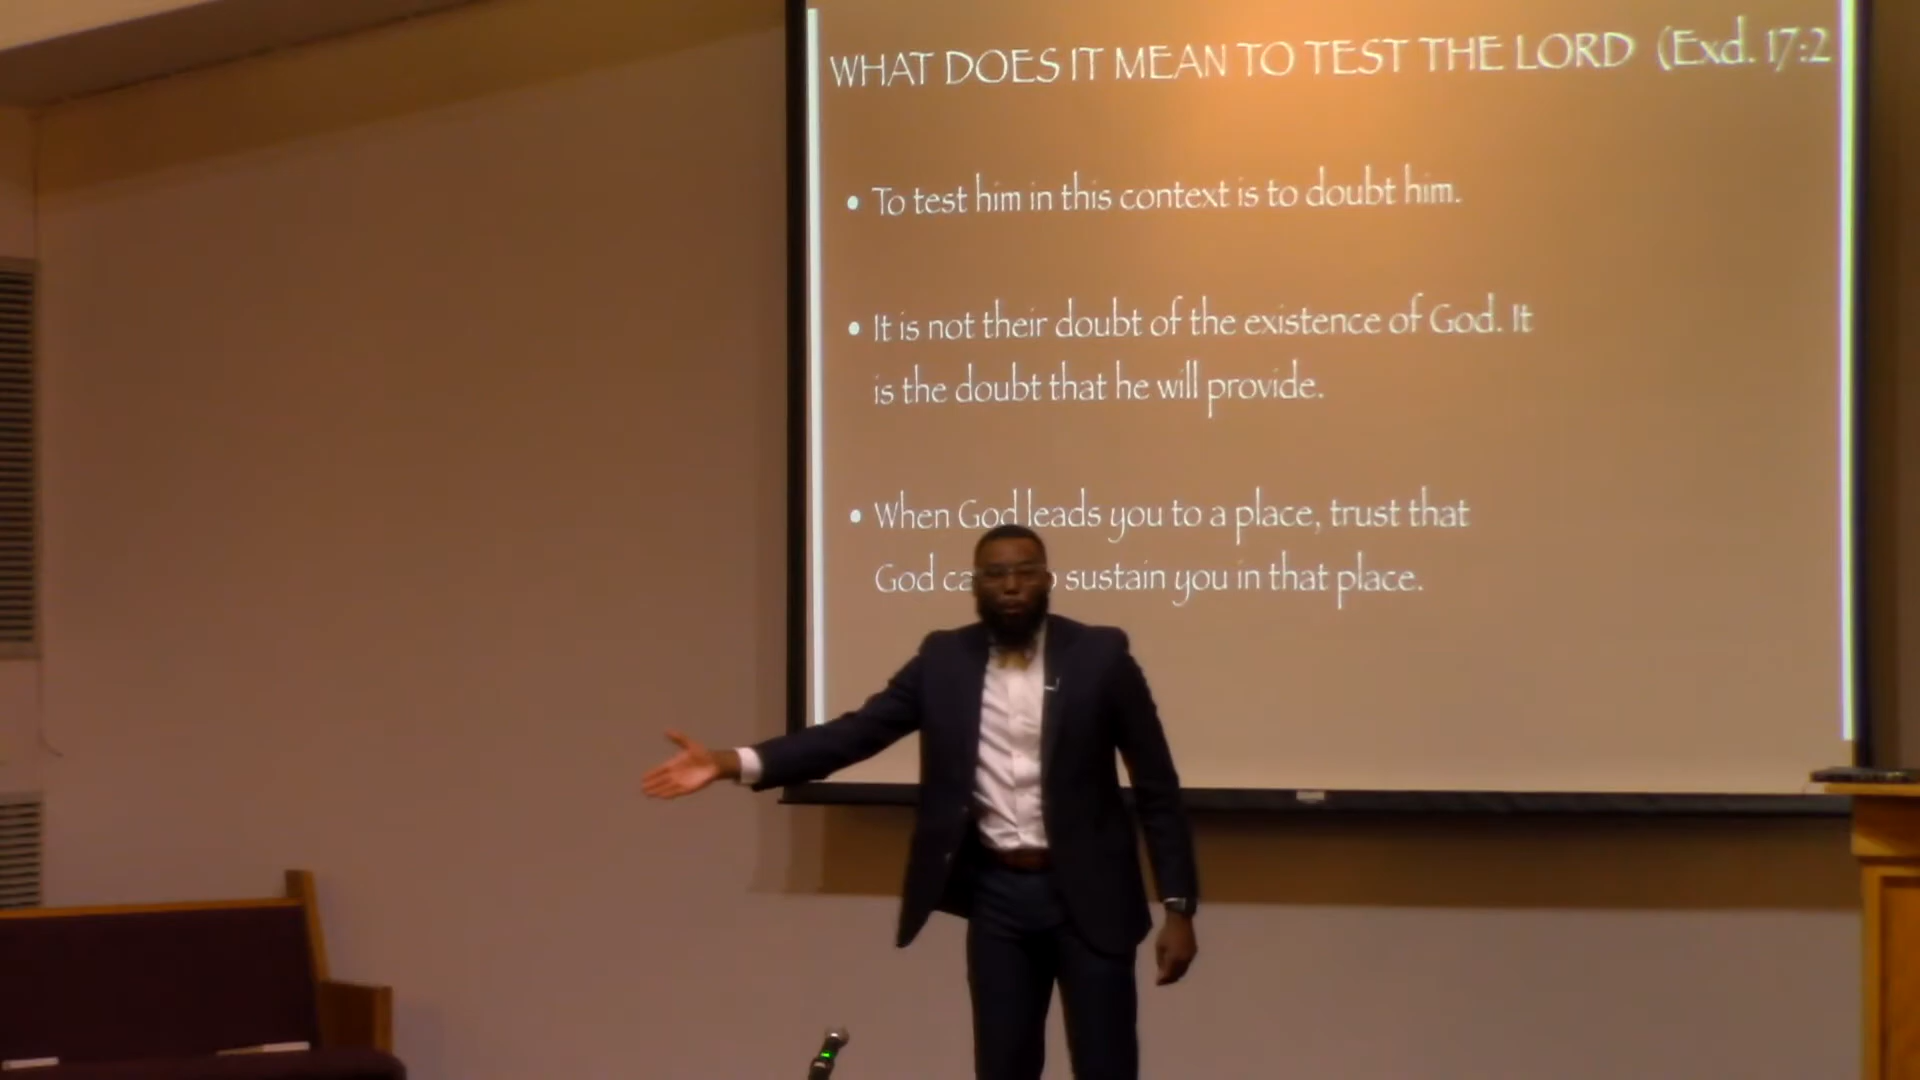 WHAT DOES IT MEAN TO TEST THE LORD (Exd. 17:2
• To test him in this context is to doubt him.
• It is not their doubt of the existence of God. It
is the doubt that he will provide.
• When God leads you to a place, trust that
God sustain you in that place.